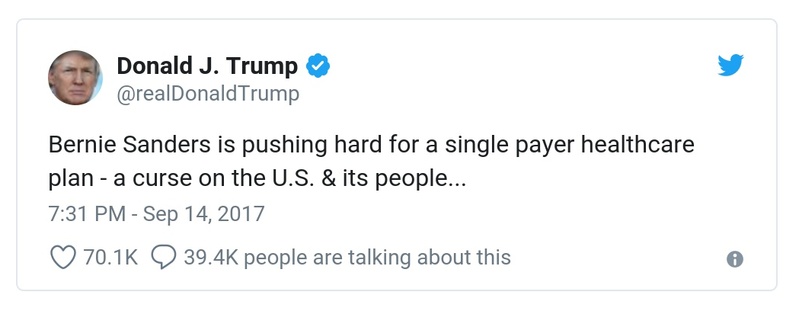 Donald J. Trump
@realDonaldTrump
Bernie Sanders is pushing hard for a single payer healthcare
plan - a curse on the U.S. & its people...
7:31 PM - Sep 14, 2017
70.1K 39.4K people are talking about this